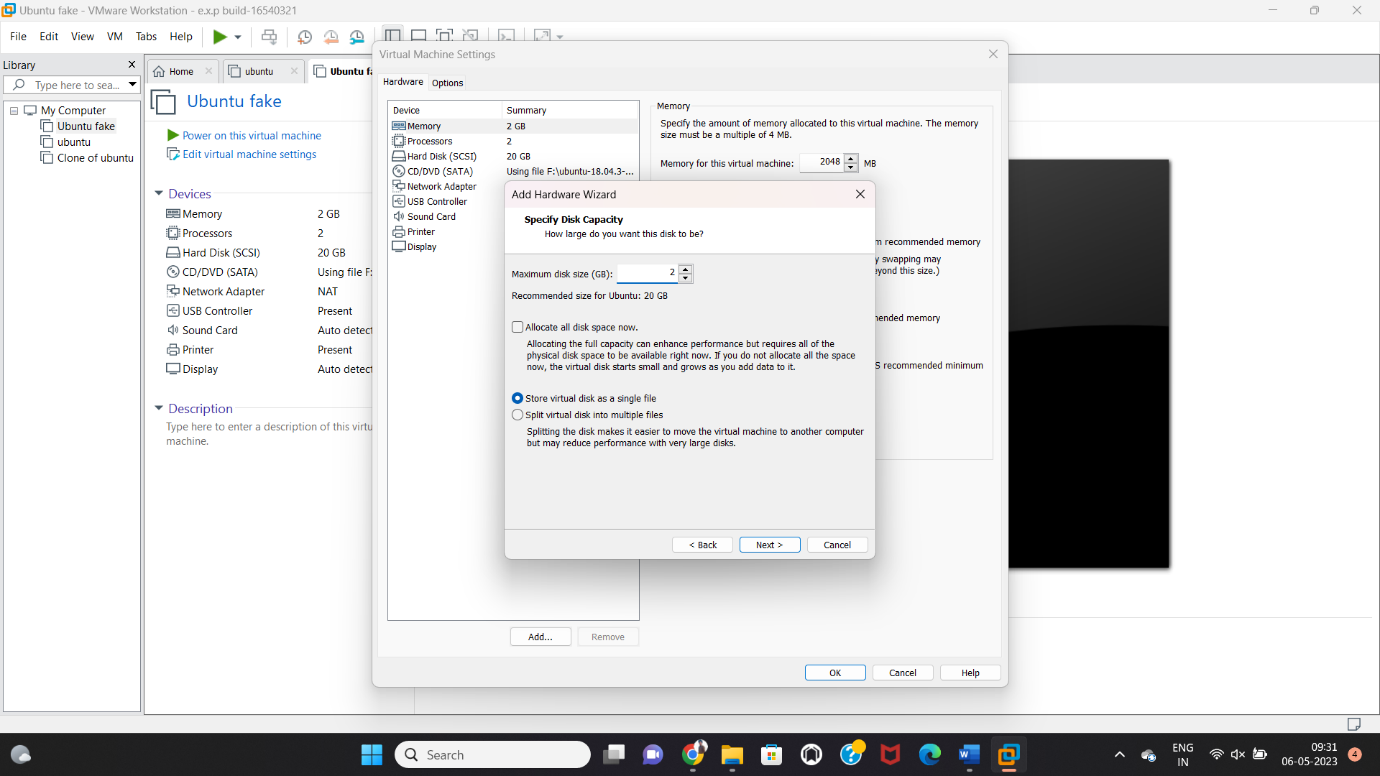 Ubuntu fake - VMware Workstation - e.x.p build-16540321
File Edit View VM Tabs Help
Library
Type here to sea...
My Computer
Ubuntu fake
ubuntu
Clone of ubuntu
Home
ubuntu
Ubuntu fa
Ubuntu fake
Power on this virtual machine
Edit virtual machine settings
Devices
Memory 2 GB
Processors 2
Hard Disk (SCSI) 20 GB
CD/DVD (SATA) Using file F:
Network Adapter NAT
USB Controller Present
Sound Card Auto detect
Printer Present
Display Auto detect
Description
Type here to enter a description of this virtu
machine.
Virtual Machine Settings
Hardware Options
Device Summary
Memory 2 GB
Processors 2
Hard Disk (SCSI) 20 GB
CD/DVD (SATA) Using file F:\ubuntu-18.04.3-...
Network Adapter
USB Controller
Sound Card
Printer
Display
Add... Remove
Memory
Specify the amount of memory allocated to this virtual machine. The memory
size must be a multiple of 4 MB.
Memory for this virtual machine: 2048 MB
m recommended memory
y swapping may
eyond this size.)
ended memory
S recommended minimum
Add Hardware Wizard
Specify Disk Capacity
How large do you want this disk to be?
Maximum disk size (GB): 2
Recommended size for Ubuntu: 20 GB
Allocate all disk space now.
Allocating the full capacity can enhance performance but requires all of the
physical disk space to be available right now. If you do not allocate all the space
now, the virtual disk starts small and grows as you add data to it.
Store virtual disk as a single file
Split virtual disk into multiple files
Splitting the disk makes it easier to move the virtual machine to another computer
but may reduce performance with very large disks.
< Back Next > Cancel
OK Cancel Help
Search
ENG
IN
09:31
06-05-2023
4